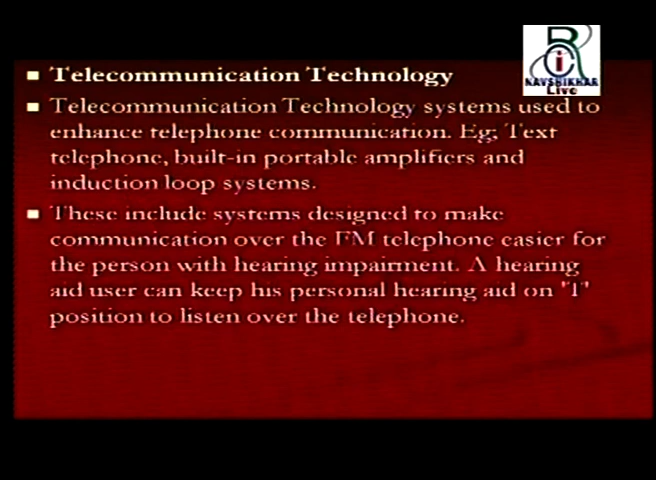 R
C
i
NAVSHIKHAR
Live
Telecommunication Technology
Telecommunication Technology systems used to
enhance telephone communication. Eg; Text
telephone, built-in portable amplifiers and
induction loop systems.
These include systems designed to make
communication over the FM telephone easier for
the person with hearing impairment. A hearing
aid user can keep his personal hearing aid on 'T'
position to listen over the telephone.